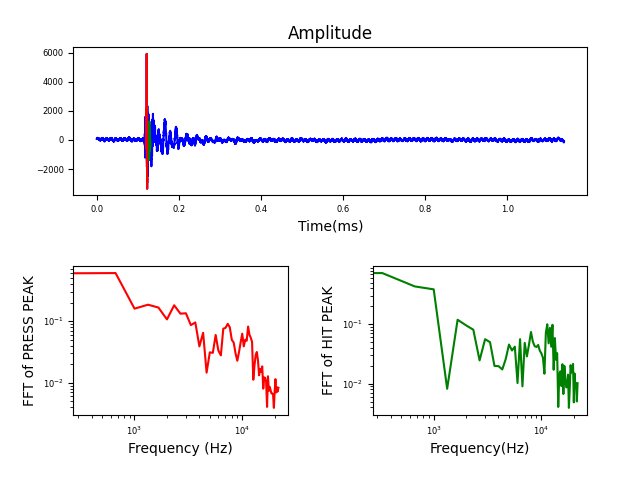 Amplitude
6000
4000
2000
0
−2000
0.0 0.2 0.4 0.6 0.8 1.0
Time(ms)
FFT of PRESS PEAK
10⁻¹
10⁻²
10³ 10⁴
Frequency (Hz)
FFT of HIT PEAK
10⁻¹
10⁻²
10³ 10⁴
Frequency(Hz)